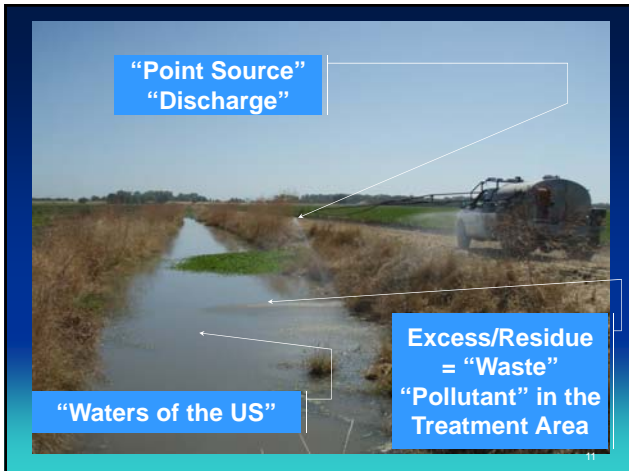 “Point Source”
“Discharge”
Excess/Residue
= “Waste”
“Pollutant” in the
Treatment Area
“Waters of the US”
11